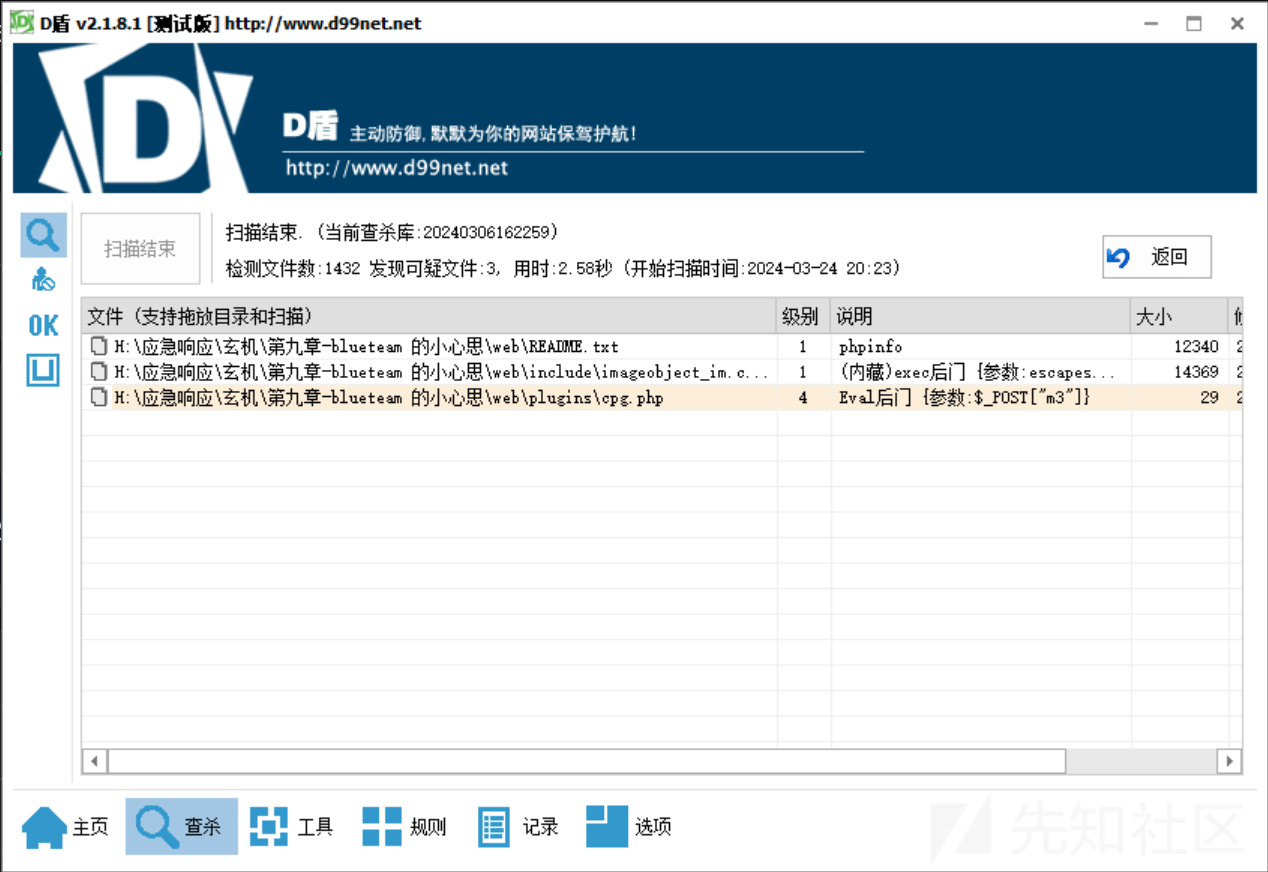 D盾 v2.1.8.1 [测试版] http://www.d99net.net
D
D盾 主动防御,默默为你的网站保驾护航!
http://www.d99net.net
扫描结束
扫描结束. (当前查杀库:20240306162259)
检测文件数:1432 发现可疑文件:3, 用时:2.58秒 (开始扫描时间:2024-03-24 20:23)
返回
OK
文件 (支持拖放目录和扫描) 级别 说明 大小
H:\应急响应\玄机\第九章-blueteam 的小心思\web\README.txt 1 phpinfo 12340 2
H:\应急响应\玄机\第九章-blueteam 的小心思\web\include\imageobject_im.c... 1 (内藏)exec后门 {参数:escapes... 14369 2
H:\应急响应\玄机\第九章-blueteam 的小心思\web\plugins\cpg.php 4 Eval后门 {参数:$_POST["m3"]} 29 2
主页 查杀 工具 规则 记录 选项
先知社区